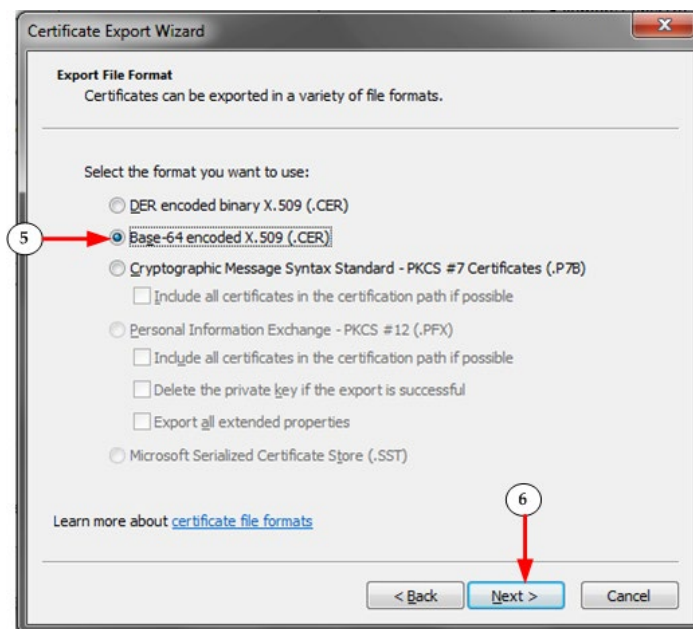 Certificate Export Wizard
Export File Format
Certificates can be exported in a variety of file formats.
Select the format you want to use:
DER encoded binary X.509 (.CER)
5
Base-64 encoded X.509 (.CER)
Cryptographic Message Syntax Standard - PKCS #7 Certificates (.P7B)
Include all certificates in the certification path if possible
Personal Information Exchange - PKCS #12 (.PFX)
Include all certificates in the certification path if possible
Delete the private key if the export is successful
Export all extended properties
Microsoft Serialized Certificate Store (.SST)
6
Learn more about certificate file formats
< Back Next > Cancel